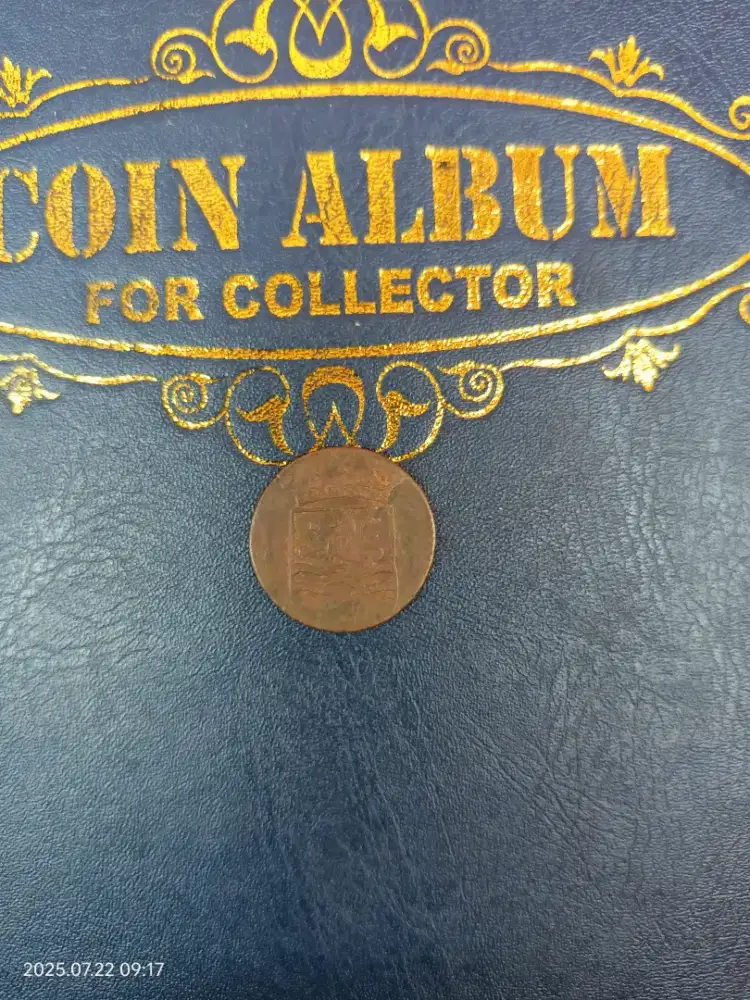 COIN ALBUM
FOR COLLECTOR
2025.07.22 09:17